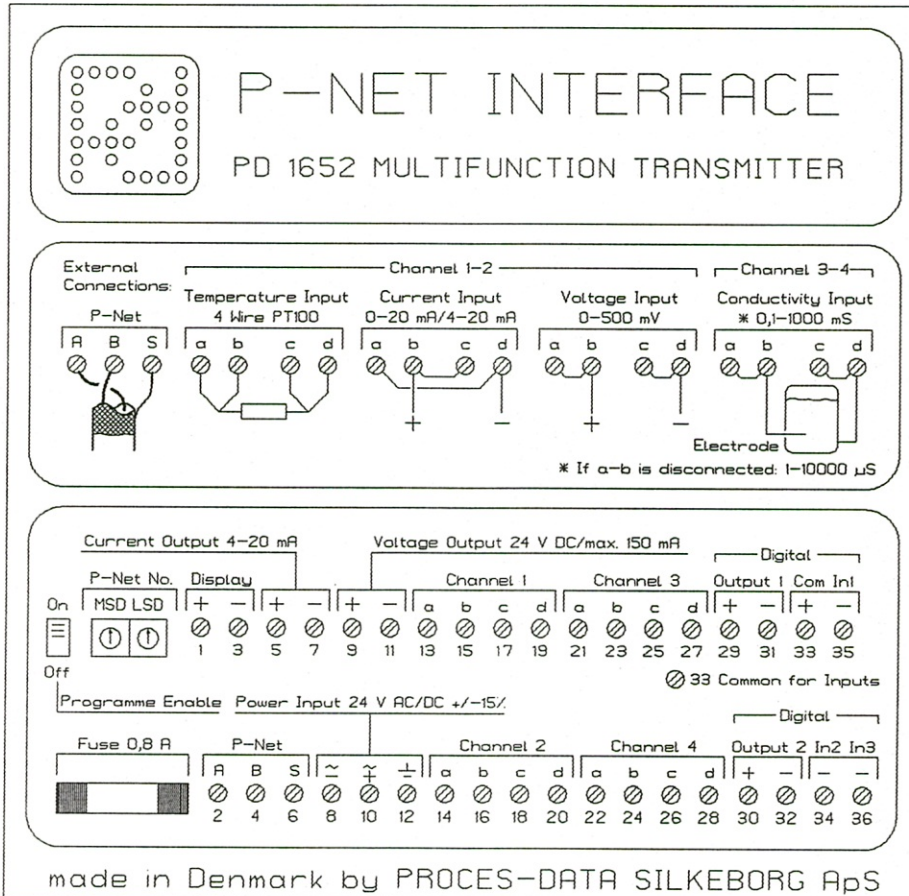 P-NET INTERFACE
PD 1652 MULTIFUNCTION TRANSMITTER
External
Connections:
Channel 1-2
Channel 3-4
P-Net
Temperature Input
4 Wire PT100
Current Input
0-20 mA/4-20 mA
Voltage Input
0-500 mV
Conductivity Input
* 0,1-1000 mS
A B S
a b c d
a b c d
a b c d
a b c d
+ -
+ -
Electrode
* If a-b is disconnected: 1-10000 µS
Current Output 4-20 mA
Voltage Output 24 V DC/max. 150 mA
Digital
P-Net No.
Display
Channel 1
Channel 3
Output 1
Com In1
On
MSD LSD
+ - + - + - a b c d a b c d + - + -
1 3 5 7 9 11 13 15 17 19 21 23 25 27 29 31 33 35
Off
33 Common for Inputs
Programme Enable
Power Input 24 V AC/DC +/-15%
Digital
Fuse 0,8 A
P-Net
Channel 2
Channel 4
Output 2
In2 In3
A B S a b c d a b c d + - - -
2 4 6 8 10 12 14 16 18 20 22 24 26 28 30 32 34 36
made in Denmark by PROCES-DATA SILKEBORG ApS